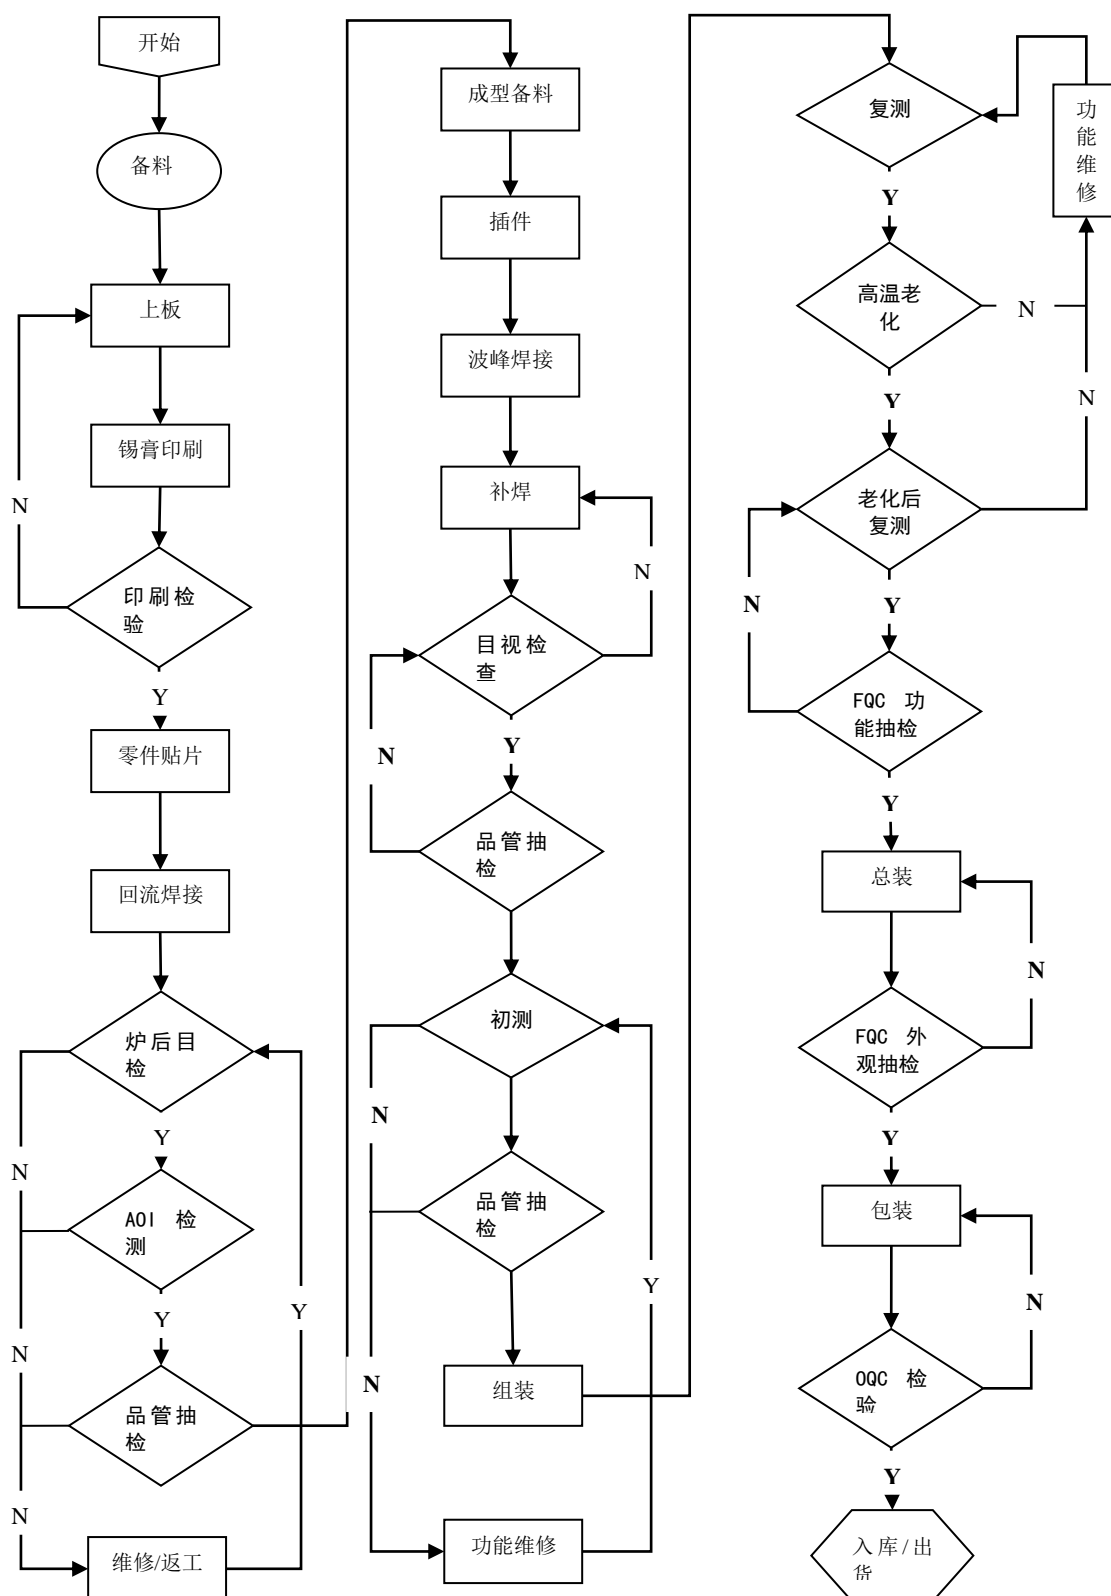 开始
备料
上板
锡膏印刷
N
印刷检
验
Y
零件贴片
回流焊接
炉后目
检
Y
N
AOI 检
测
Y
Y
N
品管抽
检
N
维修/返工
成型备料
插件
波峰焊接
补焊
N
目视检
查
Y
N
品管抽
检
初测
N
品管抽
检
Y
N
组装
功能维修
复测
功
能
维
修
Y
高温老
化
N
Y
N
老化后
复测
N
Y
FQC 功
能抽检
Y
总装
N
FQC 外
观抽检
Y
包装
N
OQC 检
验
Y
入库/出
货